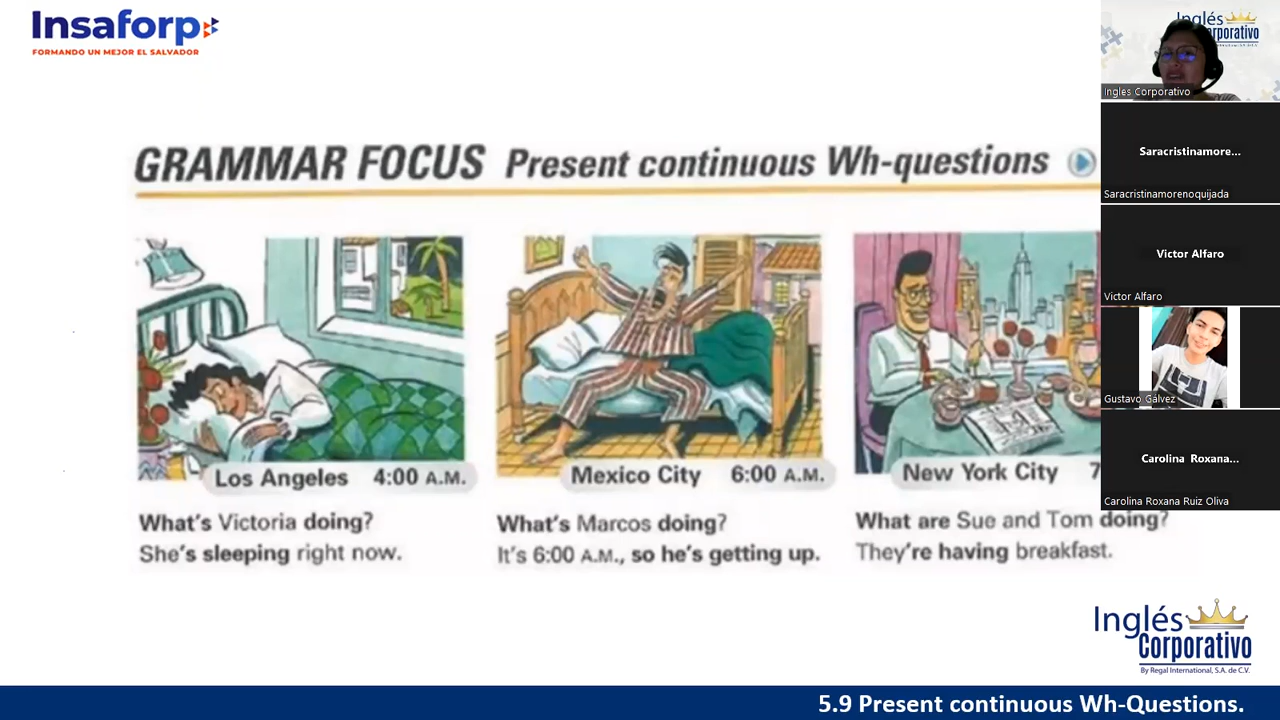 Insaforp
FORMANDO UN MEJOR EL SALVADOR
GRAMMAR FOCUS Present continuous Wh-questions
Los Angeles 4:00 A.M.
Mexico City 6:00 A.M.
New York City 7
What's Victoria doing?
She's sleeping right now.
What's Marcos doing?
It's 6:00 A.M., so he's getting up.
What are Sue and Tom doing?
They're having breakfast.
Inglés
Corporativo
By Regal International, S.A. de C.V.
5.9 Present continuous Wh-Questions.
Inglés
Corporativo
Saracristinamore...
Saracristinamorenoquijada
Victor Alfaro
Victor Alfaro
Gustavo Galvez
Carolina Roxana...
Carolina Roxana Ruiz Oliva